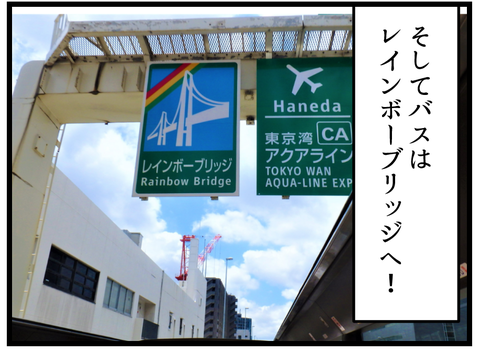 そしてバスは
レインボーブリッジへ!
レインボーブリッジ
Rainbow Bridge
Haneda
東京湾 CA
アクアライン
TOKYO WAN
AQUA-LINE EXP